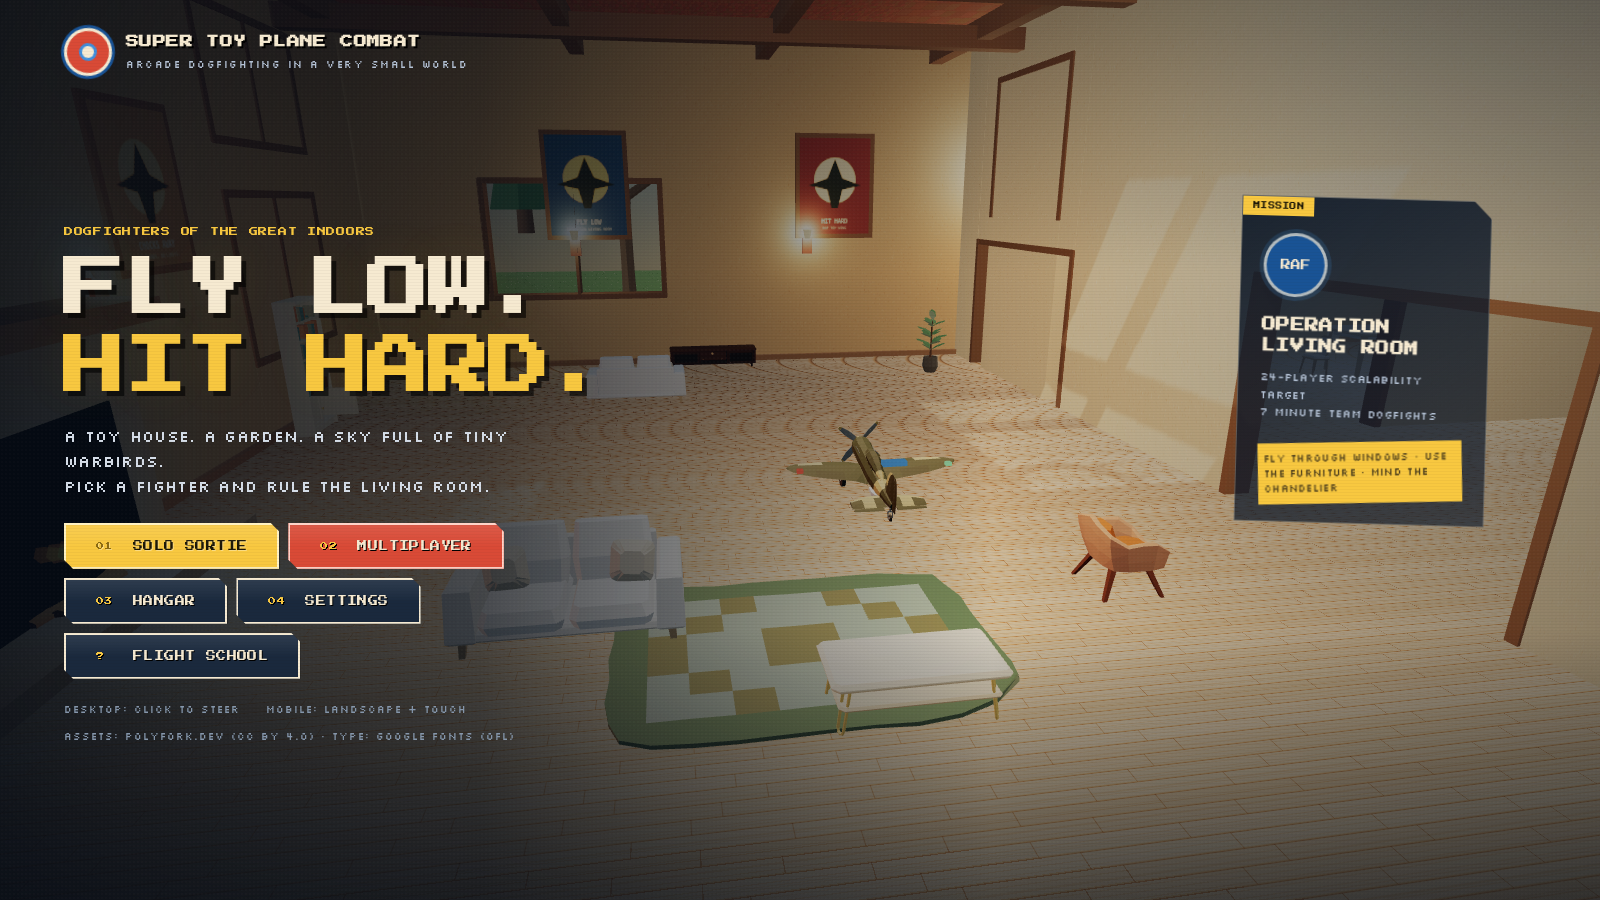 SUPER TOY PLANE COMBAT
ARCADE DOGFIGHTING IN A VERY SMALL WORLD
DOGFIGHTERS OF THE GREAT INDOORS
FLY LOW.
HIT HARD.
A TOY HOUSE. A GARDEN. A SKY FULL OF TINY
WARBIRDS.
PICK A FIGHTER AND RULE THE LIVING ROOM.
01 SOLO SORTIE
02 MULTIPLAYER
03 HANGAR
04 SETTINGS
? FLIGHT SCHOOL
DESKTOP: CLICK TO STEER MOBILE: LANDSCAPE + TOUCH
ASSETS: POLYFORK.DEV (CC BY 4.0) · TYPE: GOOGLE FONTS (OFL)
FLY LOW
HIT HARD
MISSION
RAF
OPERATION
LIVING ROOM
24-PLAYER SCALABILITY
TARGET
7 MINUTE TEAM DOGFIGHTS
FLY THROUGH WINDOWS · USE
THE FURNITURE · MIND THE
CHANDELIER